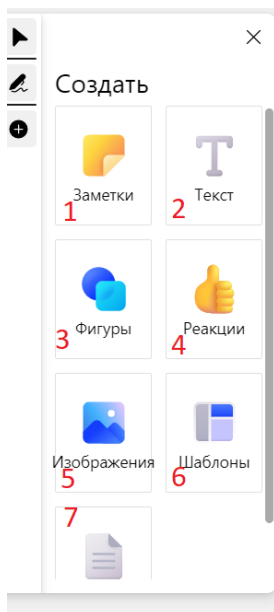 Создать
Заметки
1
Текст
2
Фигуры
3
Реакции
4
Изображения
5
Шаблоны
6
7